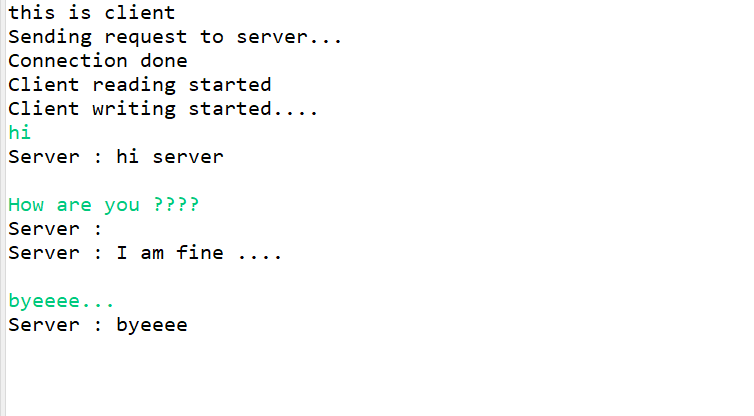 this is client
Sending request to server...
Connection done
Client reading started
Client writing started....
hi
Server : hi server
How are you ????
Server :
Server : I am fine ....
byeeee...
Server : byeeee